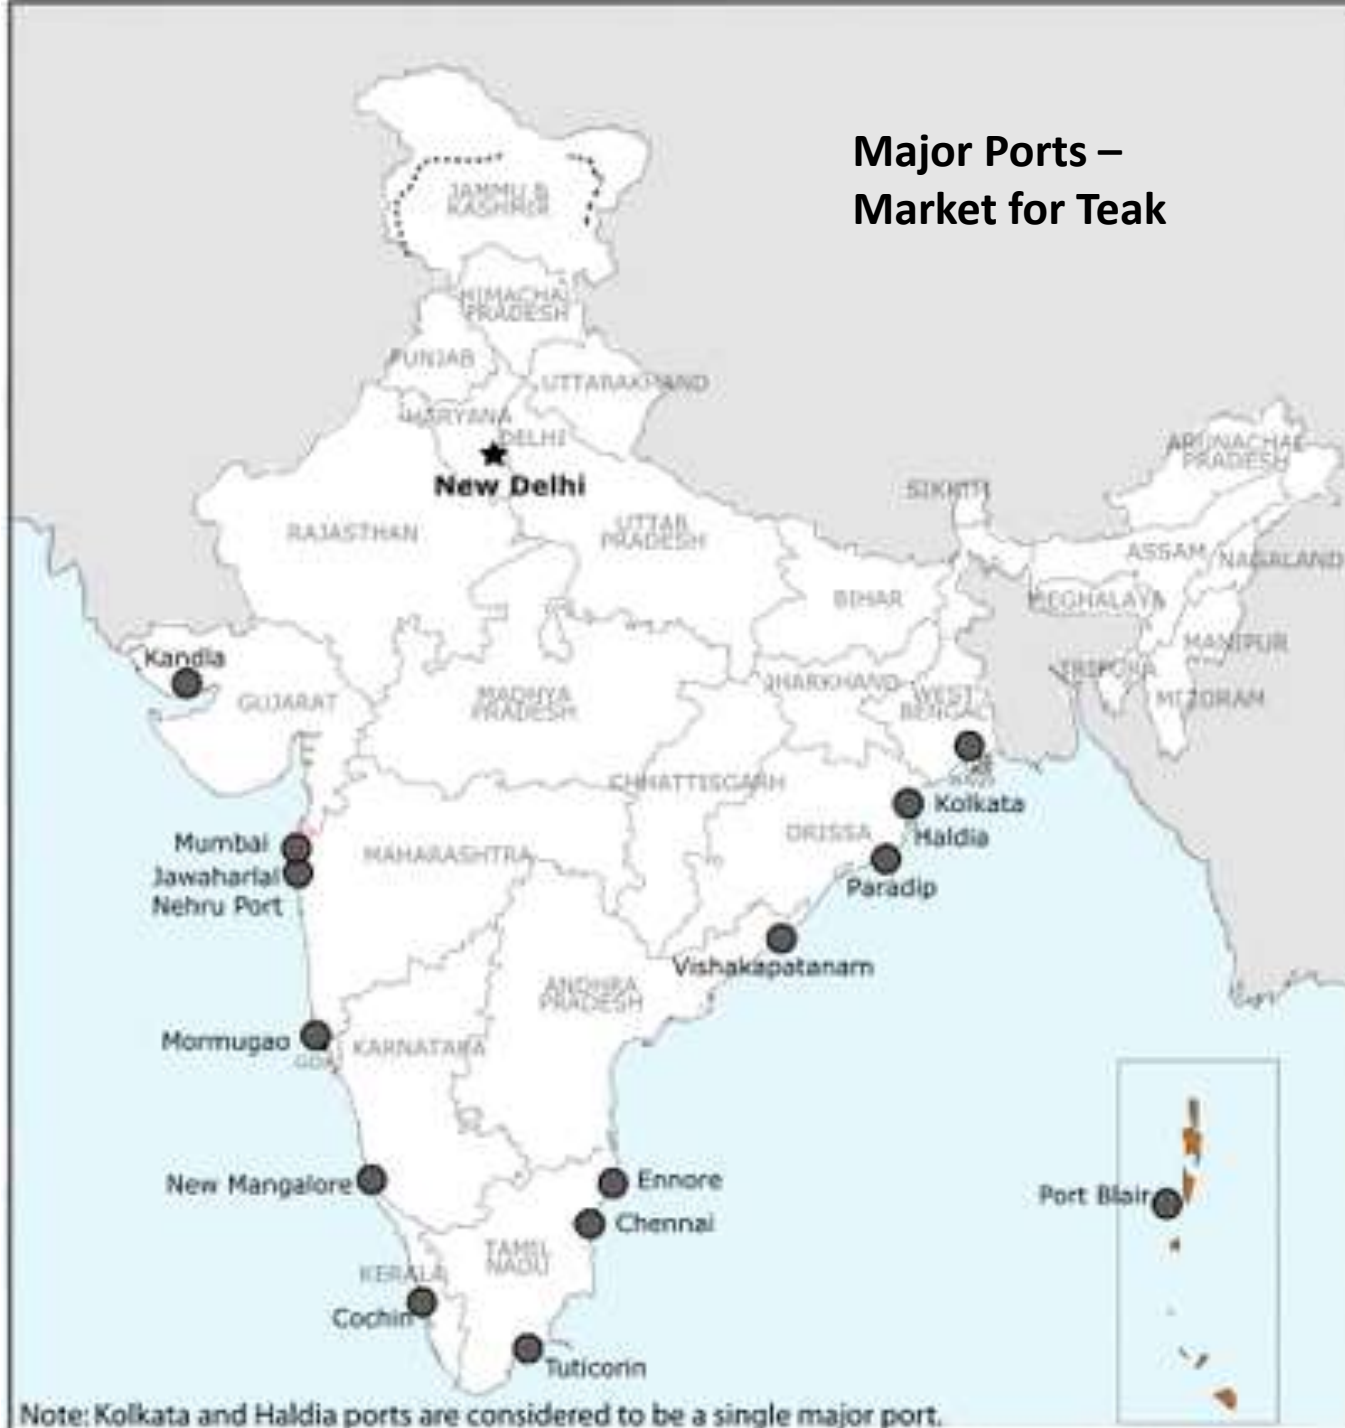 Major Ports –
Market for Teak
JAMMU &
KASHMIR
HIMACHAL
PRADESH
PUNJAB
UTTARAKHAND
HARYANA
DELHI
New Delhi
ARUNACHAL
PRADESH
SIKKIM
RAJASTHAN
UTTAR
PRADESH
ASSAM
NAGALAND
BIHAR
MEGHALAYA
MANIPUR
Kandla
TRIPURA
GUJARAT
MADHYA
PRADESH
JHARKHAND
WEST
BENGAL
MIZORAM
CHHATTISGARH
Kolkata
Mumbai
MAHARASHTRA
ORISSA
Haldia
Jawaharlal
Nehru Port
Paradip
Vishakapatanam
ANDHRA
PRADESH
Mormugao
GOA
KARNATAKA
New Mangalore
Ennore
Port Blair
Chennai
TAMIL
NADU
KERALA
Cochin
Tuticorin
Note: Kolkata and Haldia ports are considered to be a single major port.